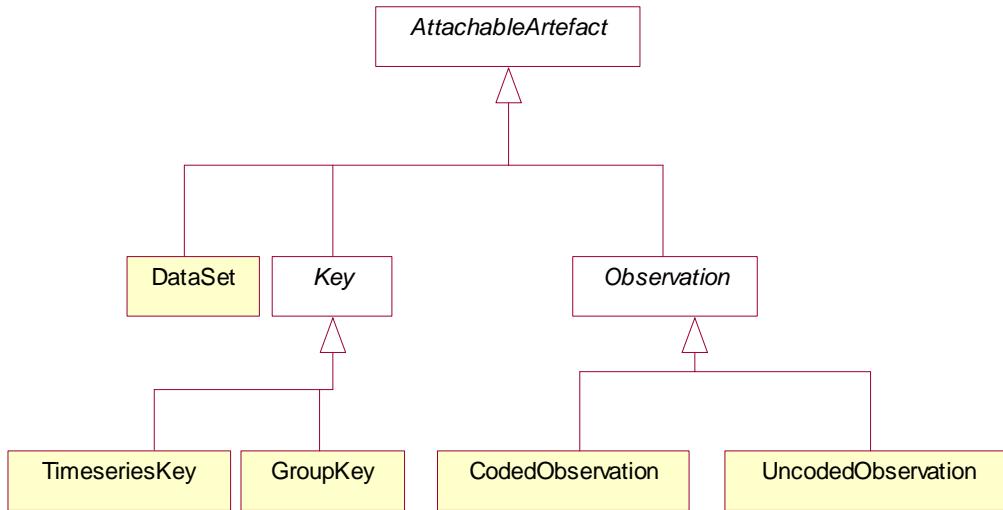 AttachableArtefact
DataSet
Key
Observation
TimeseriesKey
GroupKey
CodedObservation
UncodedObservation